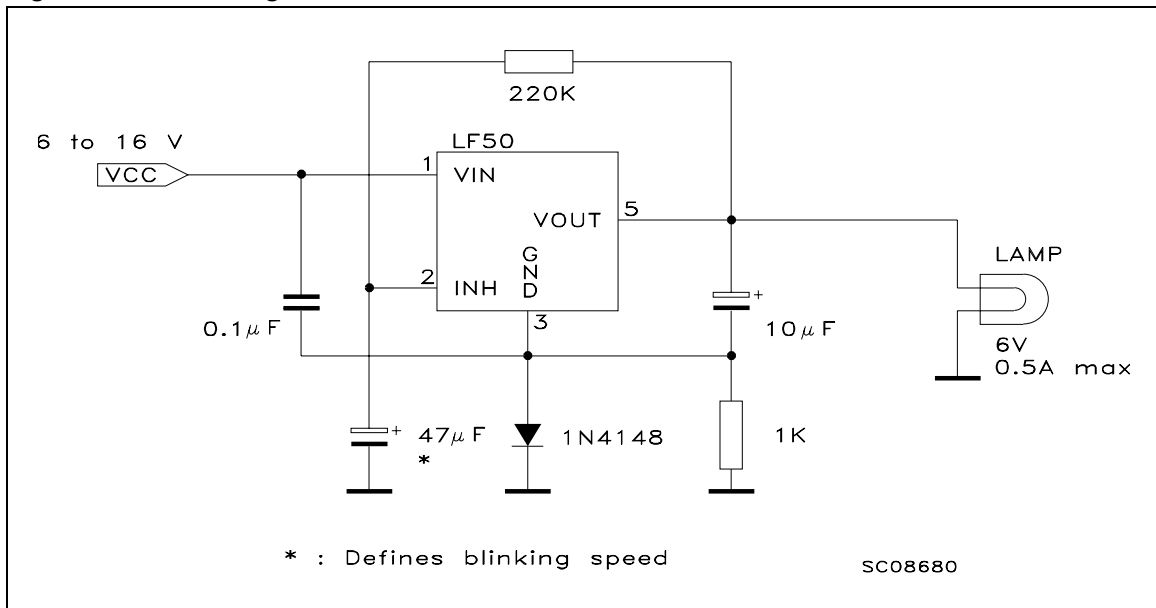 220K
6 to 16 V
LF50
VCC
1
VIN
VOUT
5
GND
2
INH
3
0.1μF
10μF
LAMP
6V
0.5A max
+
+
47μF
*
1N4148
1K
* : Defines blinking speed
SC08680